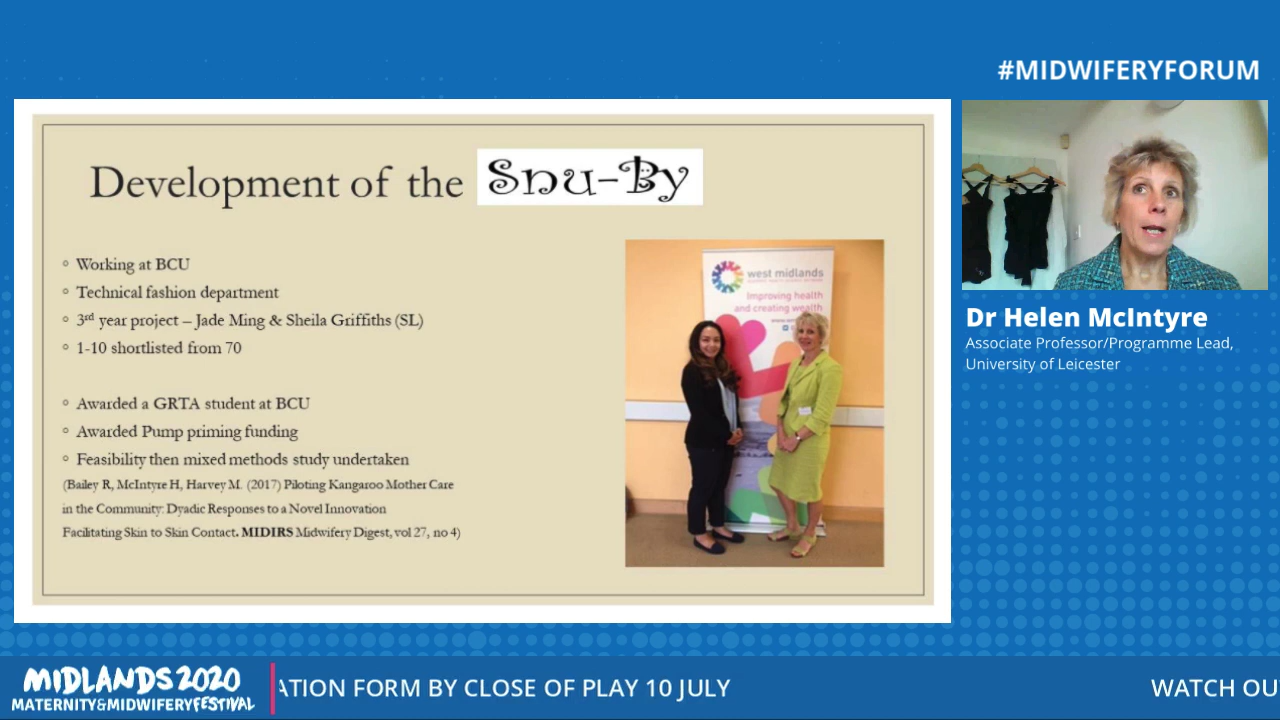 #MIDWIFERYFORUM
Development of the Snu-By
◦ Working at BCU
◦ Technical fashion department
◦ 3rd year project – Jade Ming & Sheila Griffiths (SL)
◦ 1-10 shortlisted from 70
◦ Awarded a GRTA student at BCU
◦ Awarded Pump priming funding
◦ Feasibility then mixed methods study undertaken
(Bailey R, McIntyre H, Harvey M. (2017) Piloting Kangaroo Mother Care
in the Community: Dyadic Responses to a Novel Innovation
Facilitating Skin to Skin Contact. MIDIRS Midwifery Digest, vol 27, no 4)
west midlands
Improving health
and creating wealth
Dr Helen McIntyre
Associate Professor/Programme Lead,
University of Leicester
MIDLANDS 2020
MATERNITY&MIDWIFERYFESTIVAL
ATION FORM BY CLOSE OF PLAY 10 JULY
WATCH OU